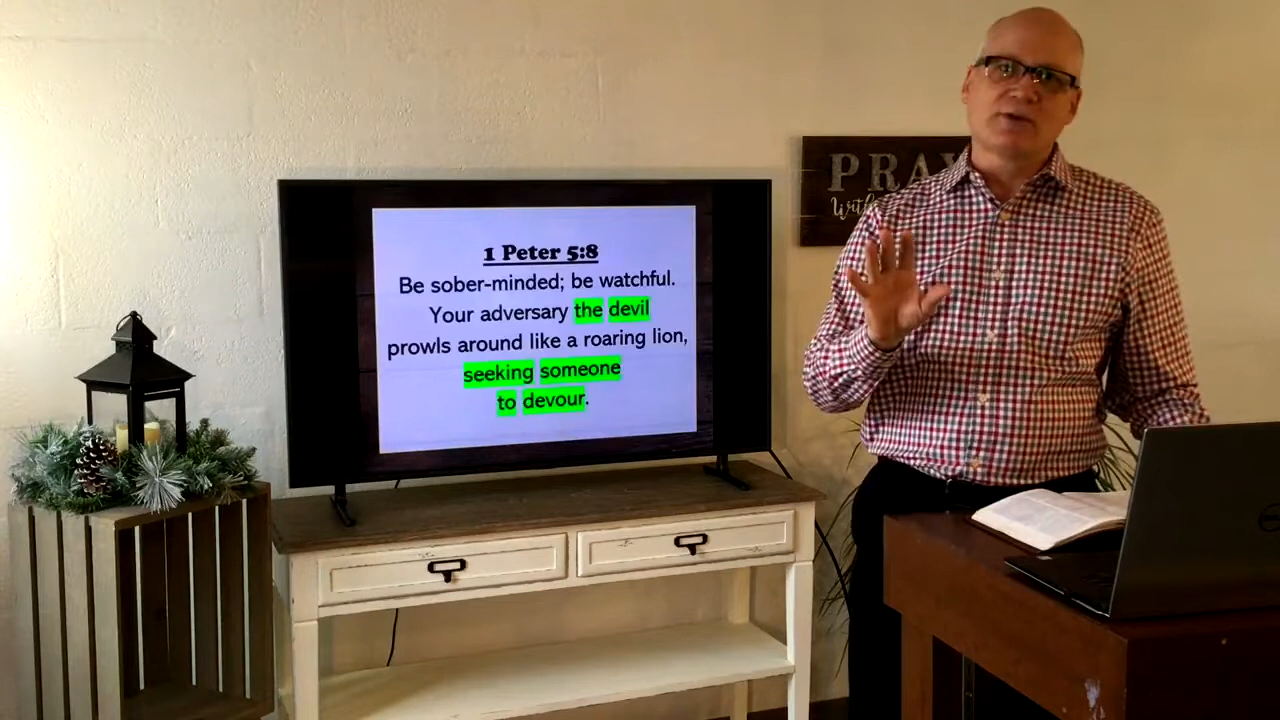 1 Peter 5:8
Be sober-minded; be watchful.
Your adversary the devil
prowls around like a roaring lion,
seeking someone
to devour.
PRAY